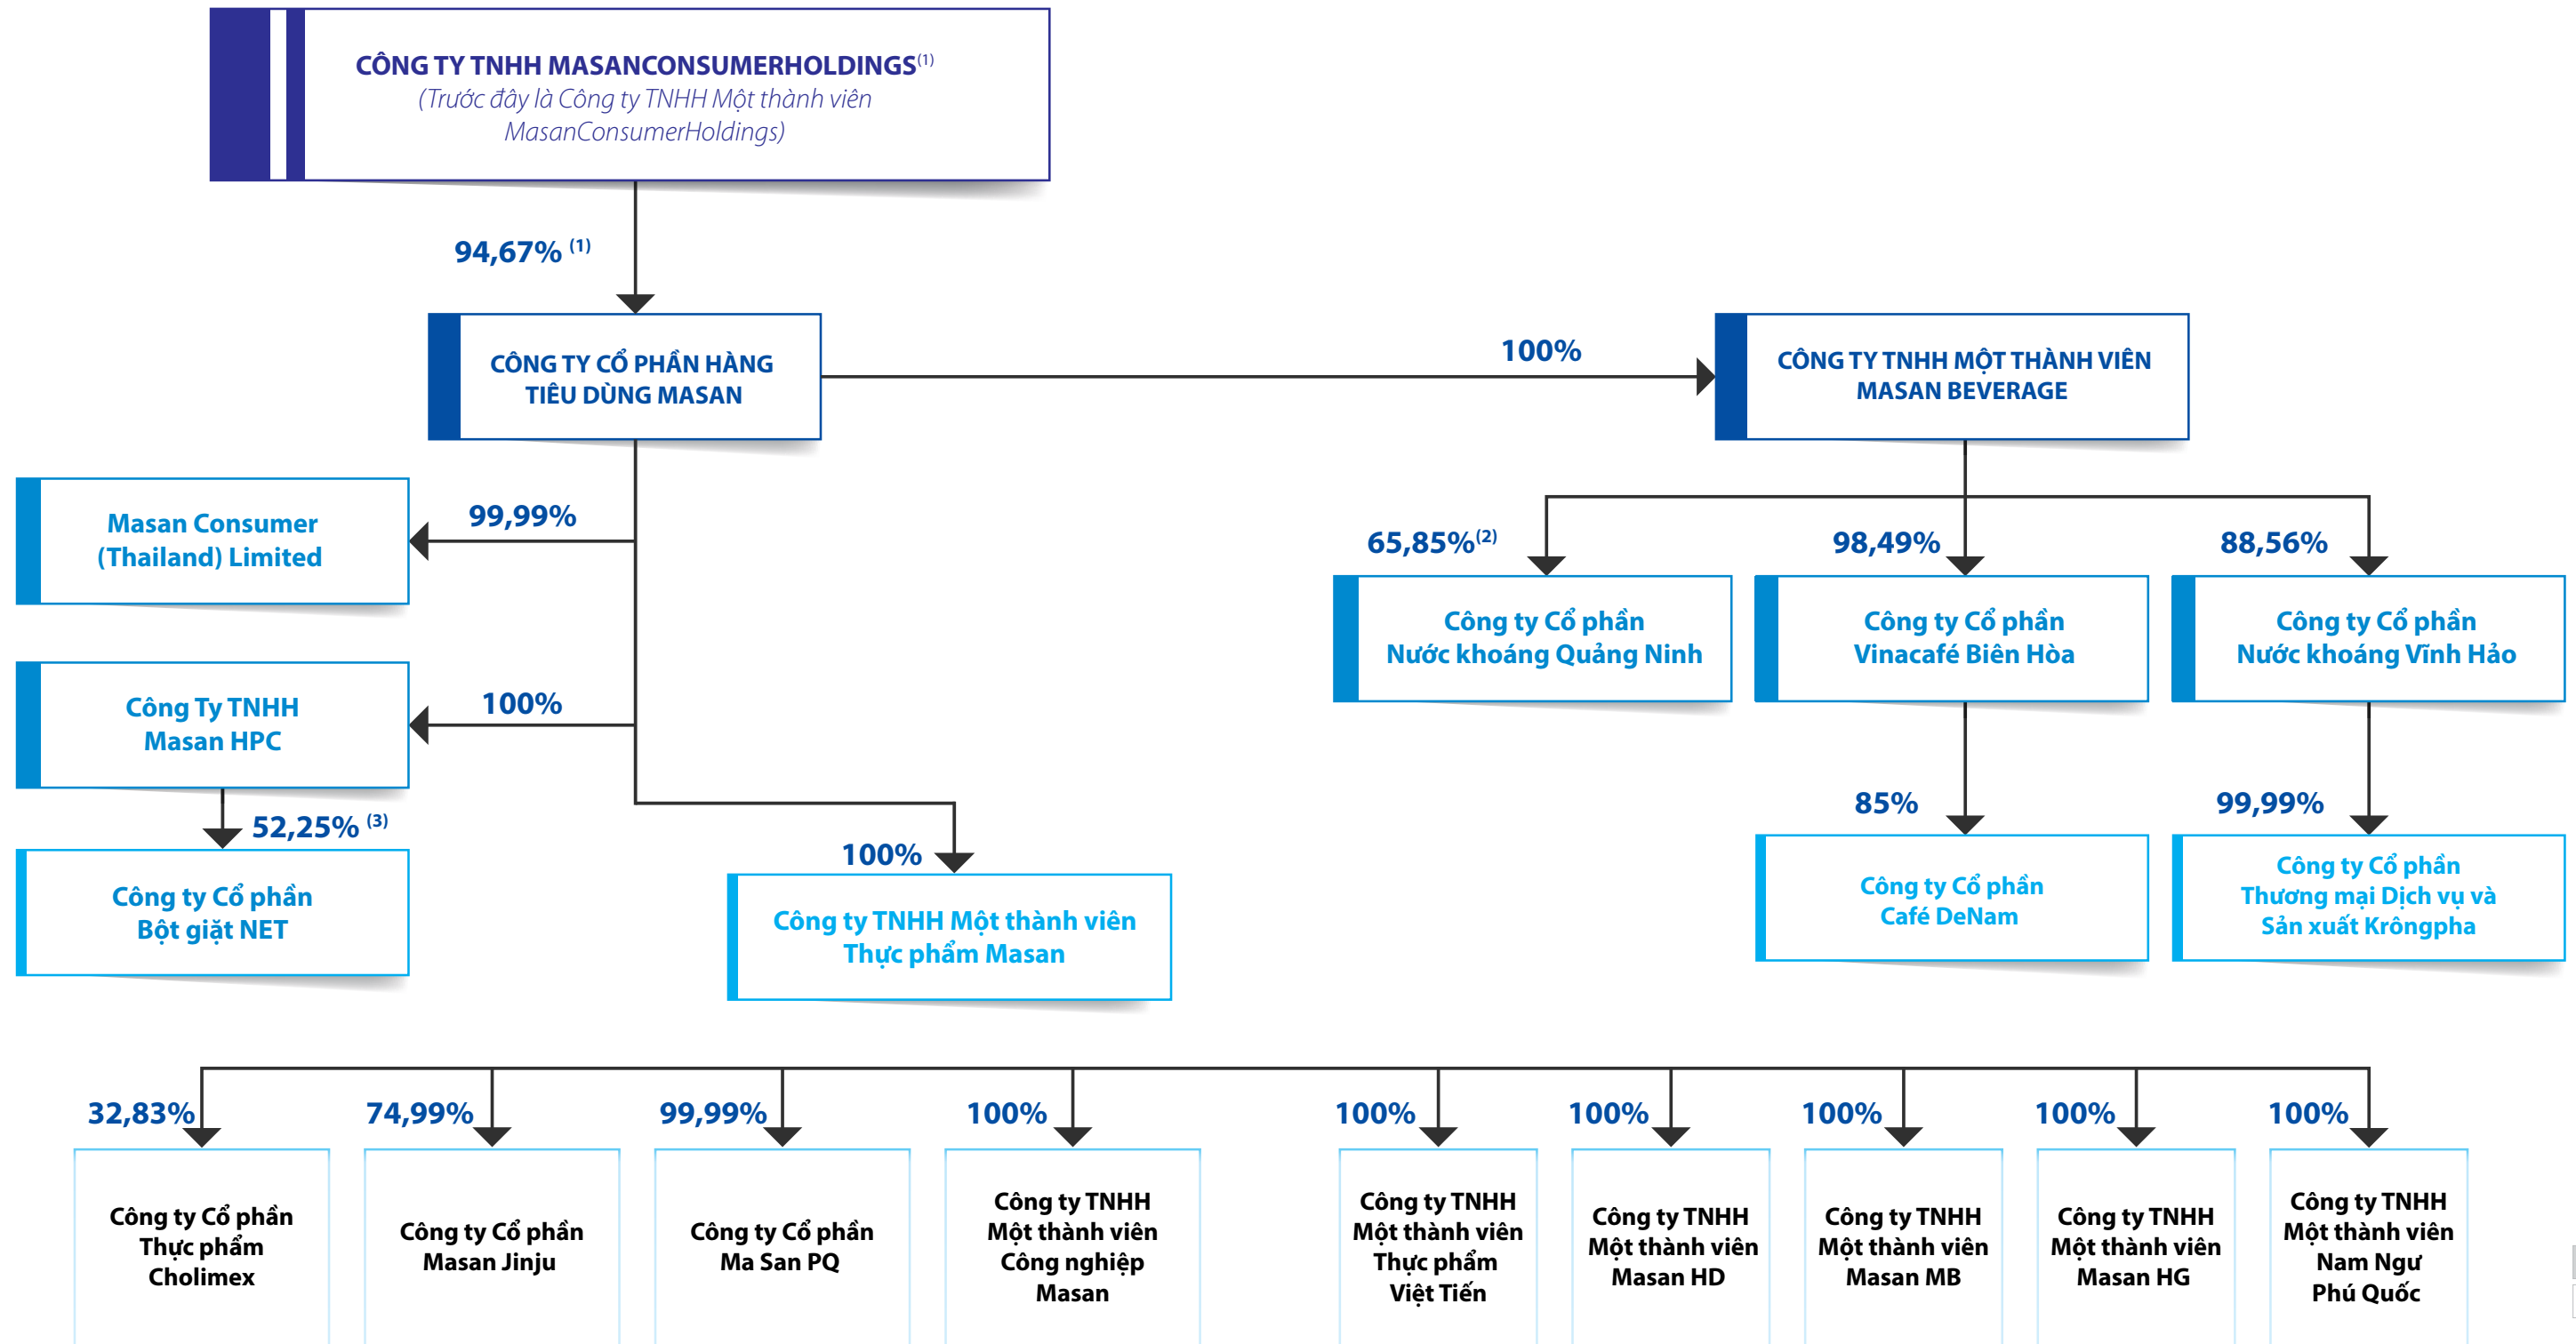 CÔNG TY TNHH MASANCONSUMERHOLDINGS(1)
(Trước đây là Công ty TNHH Một thành viên
MasanConsumerHoldings)
94,67% (1)
CÔNG TY CỔ PHẦN HÀNG
TIÊU DÙNG MASAN
100%
CÔNG TY TNHH MỘT THÀNH VIÊN
MASAN BEVERAGE
Masan Consumer
(Thailand) Limited
99,99%
65,85%(2)
98,49%
88,56%
Công ty Cổ phần
Nước khoáng Quảng Ninh
Công ty Cổ phần
Vinacafé Biên Hòa
Công ty Cổ phần
Nước khoáng Vĩnh Hảo
Công Ty TNHH
Masan HPC
100%
52,25% (3)
85%
99,99%
Công ty Cổ phần
Bột giặt NET
100%
Công ty TNHH Một thành viên
Thực phẩm Masan
Công ty Cổ phần
Café DeNam
Công ty Cổ phần
Thương mại Dịch vụ và
Sản xuất Krôngpha
32,83%
74,99%
99,99%
100%
100%
100%
100%
100%
100%
Công ty Cổ phần
Thực phẩm
Cholimex
Công ty Cổ phần
Masan Jinju
Công ty Cổ phần
Ma San PQ
Công ty TNHH
Một thành viên
Công nghiệp
Masan
Công ty TNHH
Một thành viên
Thực phẩm
Việt Tiến
Công ty TNHH
Một thành viên
Masan HD
Công ty TNHH
Một thành viên
Masan MB
Công ty TNHH
Một thành viên
Masan HG
Công ty TNHH
Một thành viên
Nam Ngư
Phú Quốc